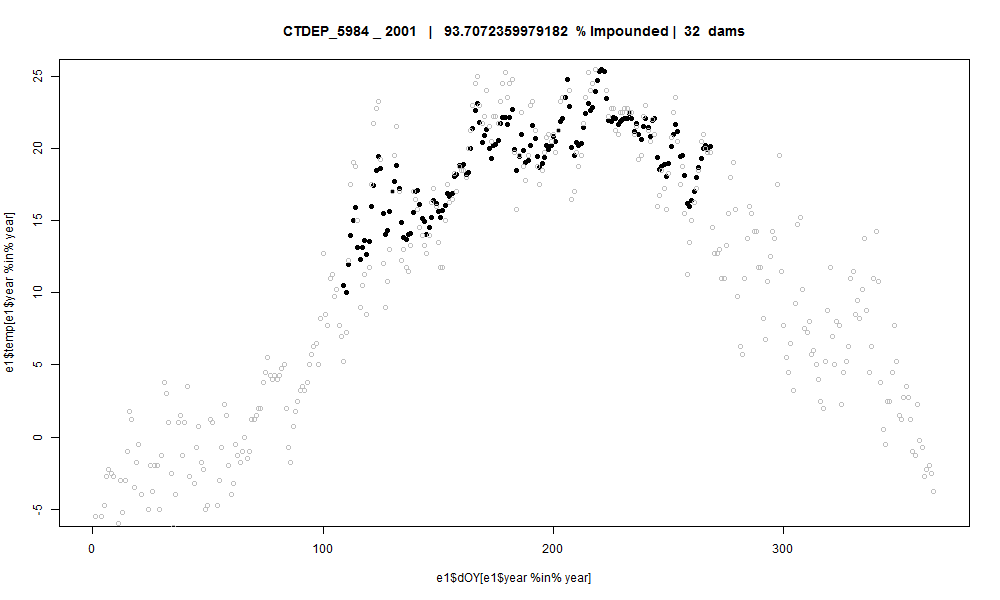 CTDEP_5984 _ 2001 | 93.7072359979182 % Impounded | 32 dams
e1$temp[e1$year %in% year]
25
20
15
10
5
0
-5
0 100 200 300
e1$dOY[e1$year %in% year]